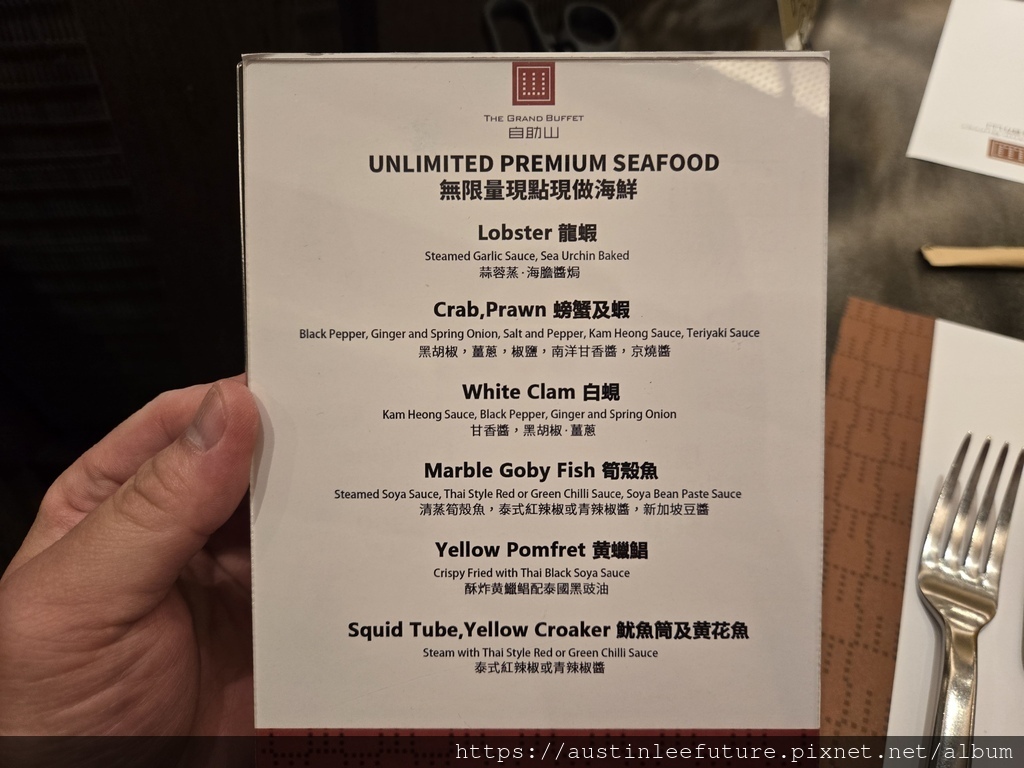 THE GRAND BUFFET
自助山
UNLIMITED PREMIUM SEAFOOD
無限量現點現做海鮮
Lobster 龍蝦
Steamed Garlic Sauce, Sea Urchin Baked
蒜蓉蒸·海膽醬焗
Crab,Prawn 螃蟹及蝦
Black Pepper, Ginger and Spring Onion, Salt and Pepper, Kam Heong Sauce, Teriyaki Sauce
黑胡椒，薑蔥，椒鹽，南洋甘香醬，京燒醬
White Clam 白蜆
Kam Heong Sauce, Black Pepper, Ginger and Spring Onion
甘香醬，黑胡椒·薑蔥
Marble Goby Fish 筍殼魚
Steamed Soya Sauce, Thai Style Red or Green Chilli Sauce, Soya Bean Paste Sauce
清蒸筍殼魚，泰式紅辣椒或青辣椒醬，新加坡豆醬
Yellow Pomfret 黄蠟鯧
Crispy Fried with Thai Black Soya Sauce
酥炸黄鱲鯧配泰國黑豉油
Squid Tube,Yellow Croaker 魷魚筒及黄花魚
Steam with Thai Style Red or Green Chilli Sauce
泰式紅辣椒或青辣椒醬
https://austinleefuture.pixnet.net/album